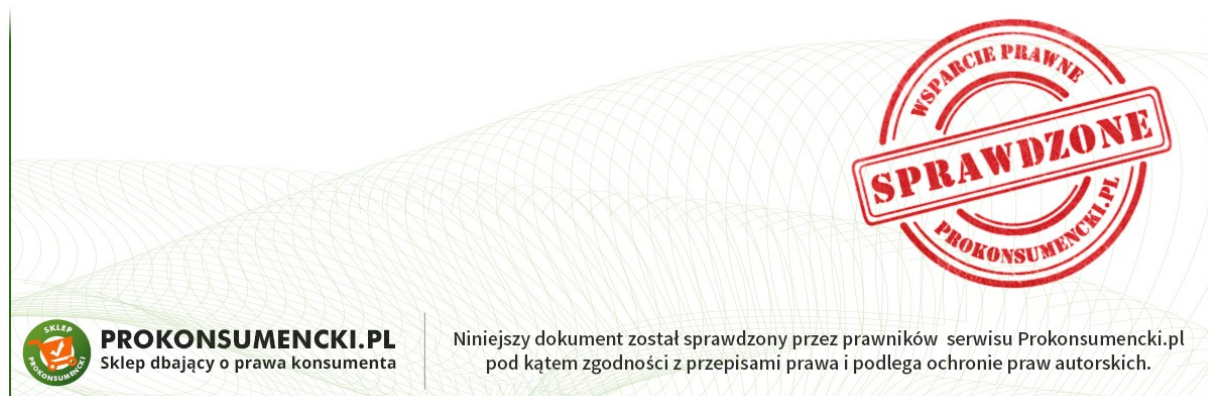 WSPARCIE PRAWNE
SPRAWDZONE
PROKONSUMENCKI.PL
SKLEP
PROKONSUMENCKI
PROKONSUMENCKI.PL
Sklep dbający o prawa konsumenta
Niniejszy dokument został sprawdzony przez prawników serwisu Prokonsumencki.pl
pod kątem zgodności z przepisami prawa i podlega ochronie praw autorskich.